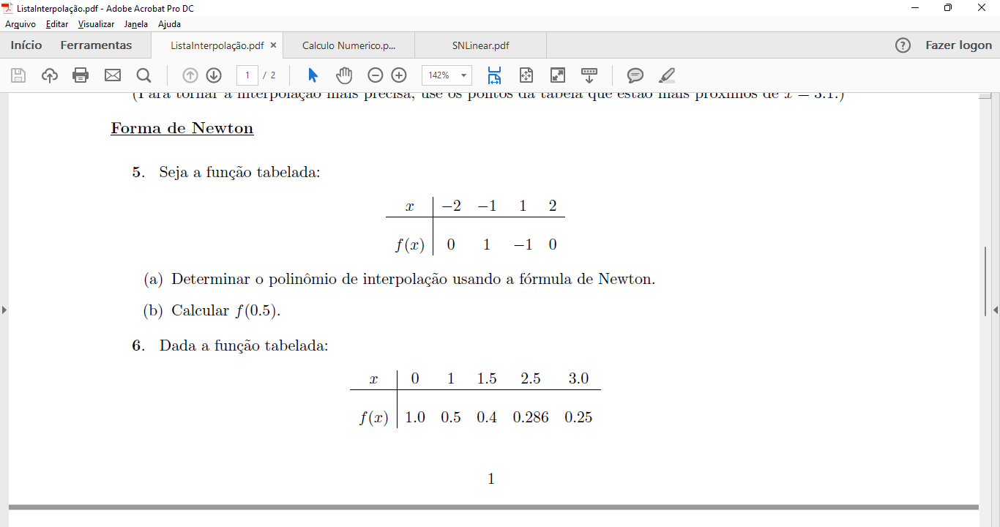 ListaInterpolação.pdf - Adobe Acrobat Pro DC
Arquivo Editar Visualizar Janela Ajuda
Início Ferramentas ListaInterpolação.pdf × Calculo Numerico.p... SNLinear.pdf ? Fazer logon
1 / 2 142%
(Para tornar a interpolação mais precisa, use os pontos da tabela que estão mais próximos de x = 3.1.)
Forma de Newton
5. Seja a função tabelada:
x −2 −1 1 2
f(x) 0 1 −1 0
(a) Determinar o polinômio de interpolação usando a fórmula de Newton.
(b) Calcular f(0.5).
6. Dada a função tabelada:
x 0 1 1.5 2.5 3.0
f(x) 1.0 0.5 0.4 0.286 0.25
1